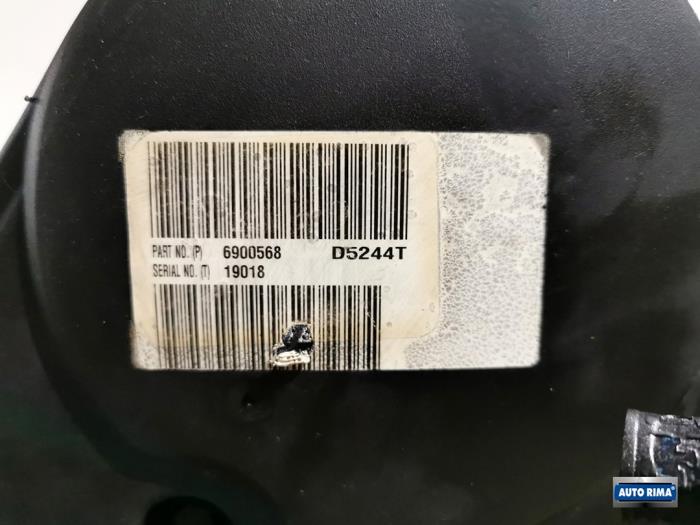 PART NO. (P) 6900568 D5244T
SERIAL NO. (T) 19018
AUTO RIMA